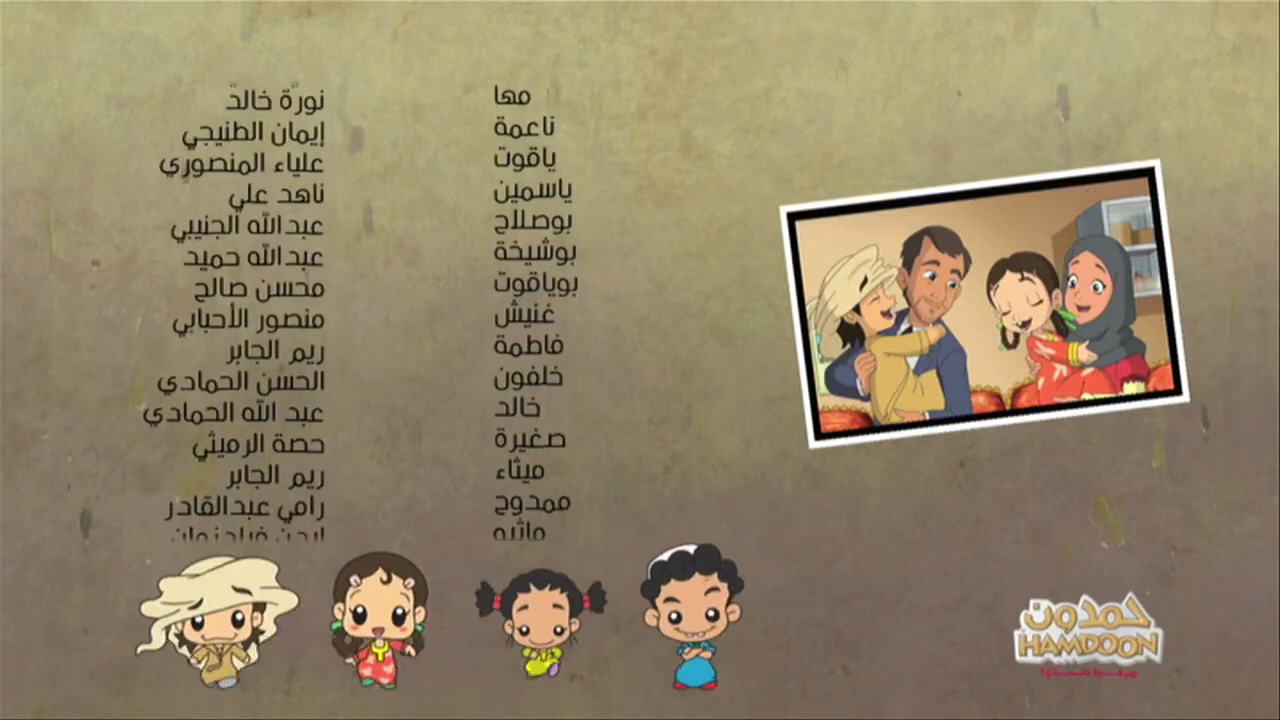 مها نورة خالد
ناعمة إيمان الطنيجي
ياقوت علياء المنصوري
ياسمين ناهد علي
بوصلاح عبدالله الجنيبي
بوشيخة عبدالله حميد
بوياقوت محسن صالح
غنيش منصور الأحبابي
فاطمة ريم الجابر
خلفون الحسن الحمادي
خالد عبد الله الحمادي
صغيرة حصة الرميثي
ميثاء ريم الجابر
ممدوح رامي عبدالقادر
حمدون
HAMDOON